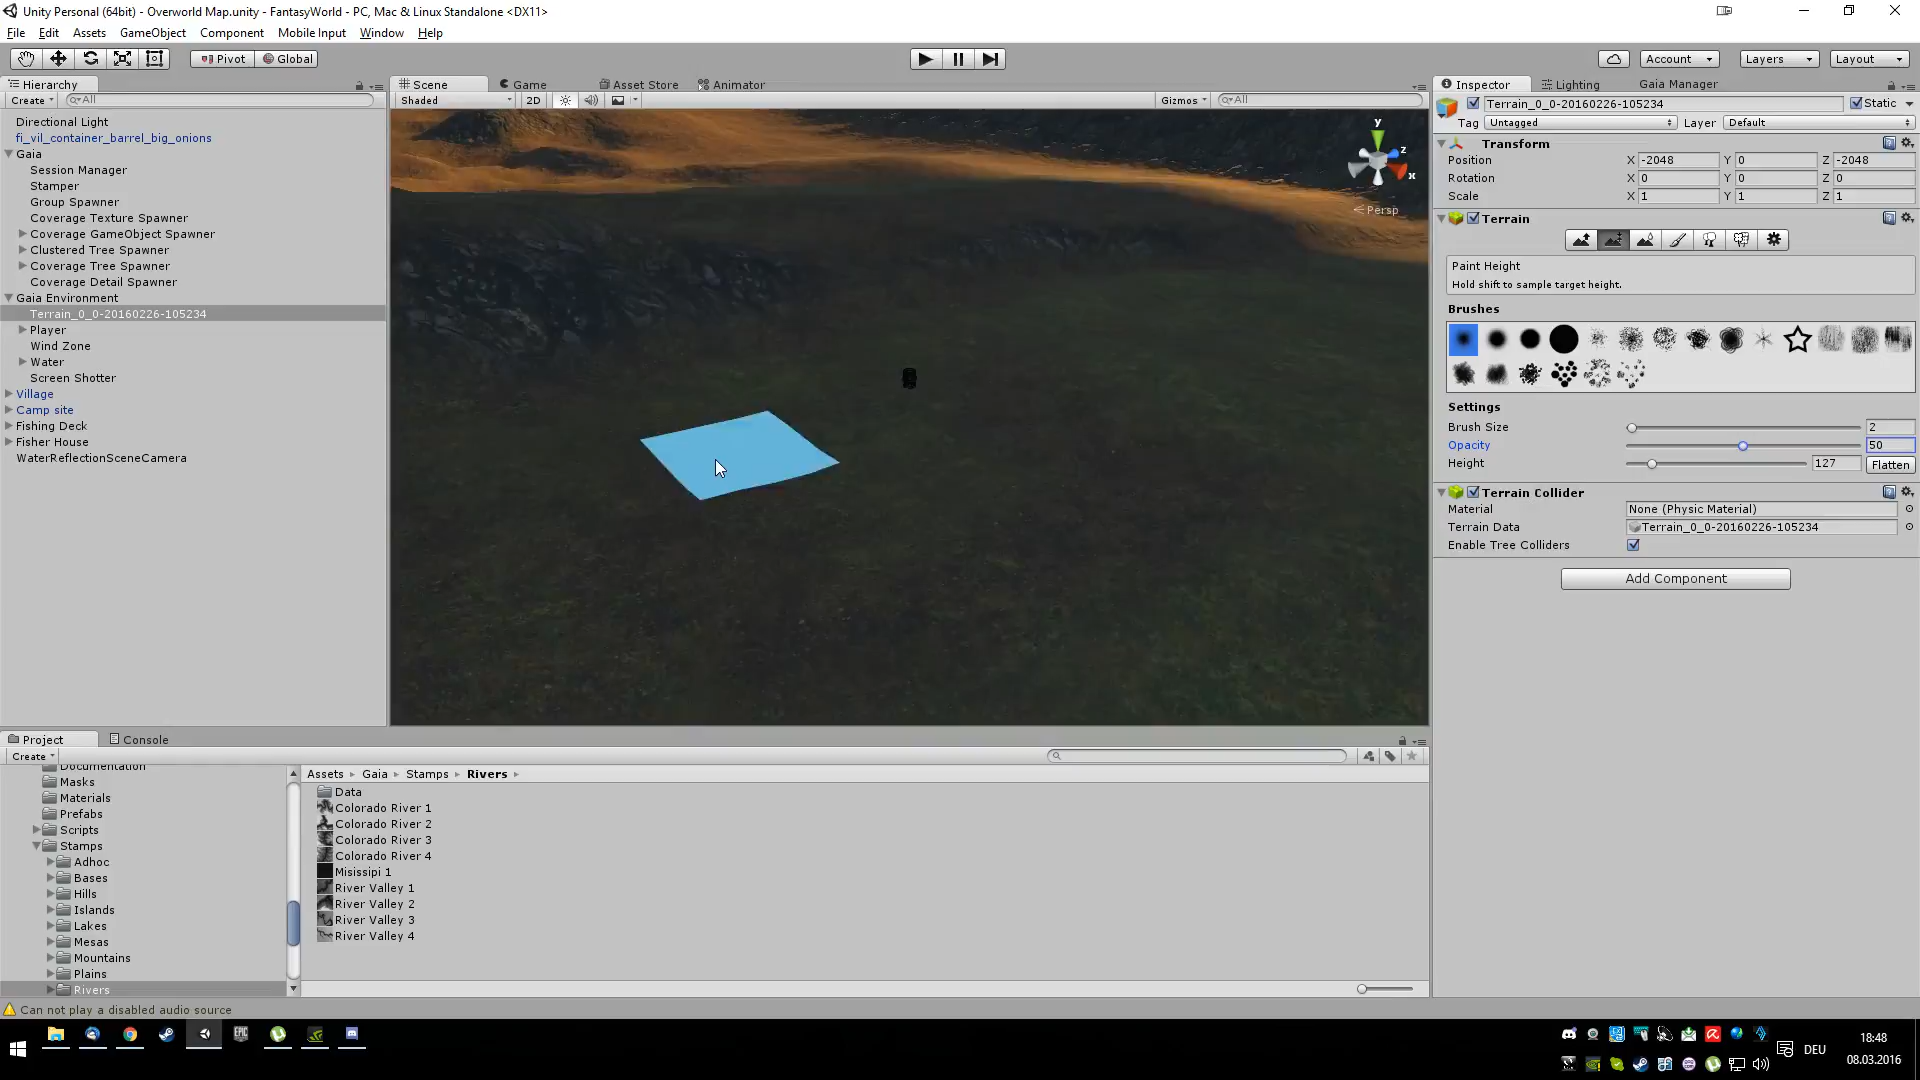 Unity Personal (64bit) - Overworld Map.unity - FantasyWorld - PC, Mac & Linux Standalone <DX11>
File Edit Assets GameObject Component Mobile Input Window Help
Pivot Global Account Layers Layout
Hierarchy
Create All
Directional Light
fi_vil_container_barrel_big_onions
Gaia
Session Manager
Stamper
Group Spawner
Coverage Texture Spawner
Coverage GameObject Spawner
Clustered Tree Spawner
Coverage Tree Spawner
Coverage Detail Spawner
Gaia Environment
Terrain_0_0-20160226-105234
Player
Wind Zone
Water
Screen Shotter
Village
Camp site
Fishing Deck
Fisher House
WaterReflectionSceneCamera
Scene Game Asset Store Animator
Shaded 2D Gizmos All
y
z
x
Persp
Inspector Lighting Gaia Manager
Terrain_0_0-20160226-105234 Static
Tag Untagged Layer Default
Transform
Position X -2048 Y 0 Z -2048
Rotation X 0 Y 0 Z 0
Scale X 1 Y 1 Z 1
Terrain
Paint Height
Hold shift to sample target height.
Brushes
Settings
Brush Size 2
Opacity 50
Height 127 Flatten
Terrain Collider
Material None (Physic Material)
Terrain Data Terrain_0_0-20160226-105234
Enable Tree Colliders
Add Component
Project Console
Create
Documentation
Masks
Materials
Prefabs
Scripts
Stamps
Adhoc
Bases
Hills
Islands
Lakes
Mesas
Mountains
Plains
Rivers
Assets Gaia Stamps Rivers
Data
Colorado River 1
Colorado River 2
Colorado River 3
Colorado River 4
Misissipi 1
River Valley 1
River Valley 2
River Valley 3
River Valley 4
Can not play a disabled audio source
EPIC
DEU
18:48
08.03.2016